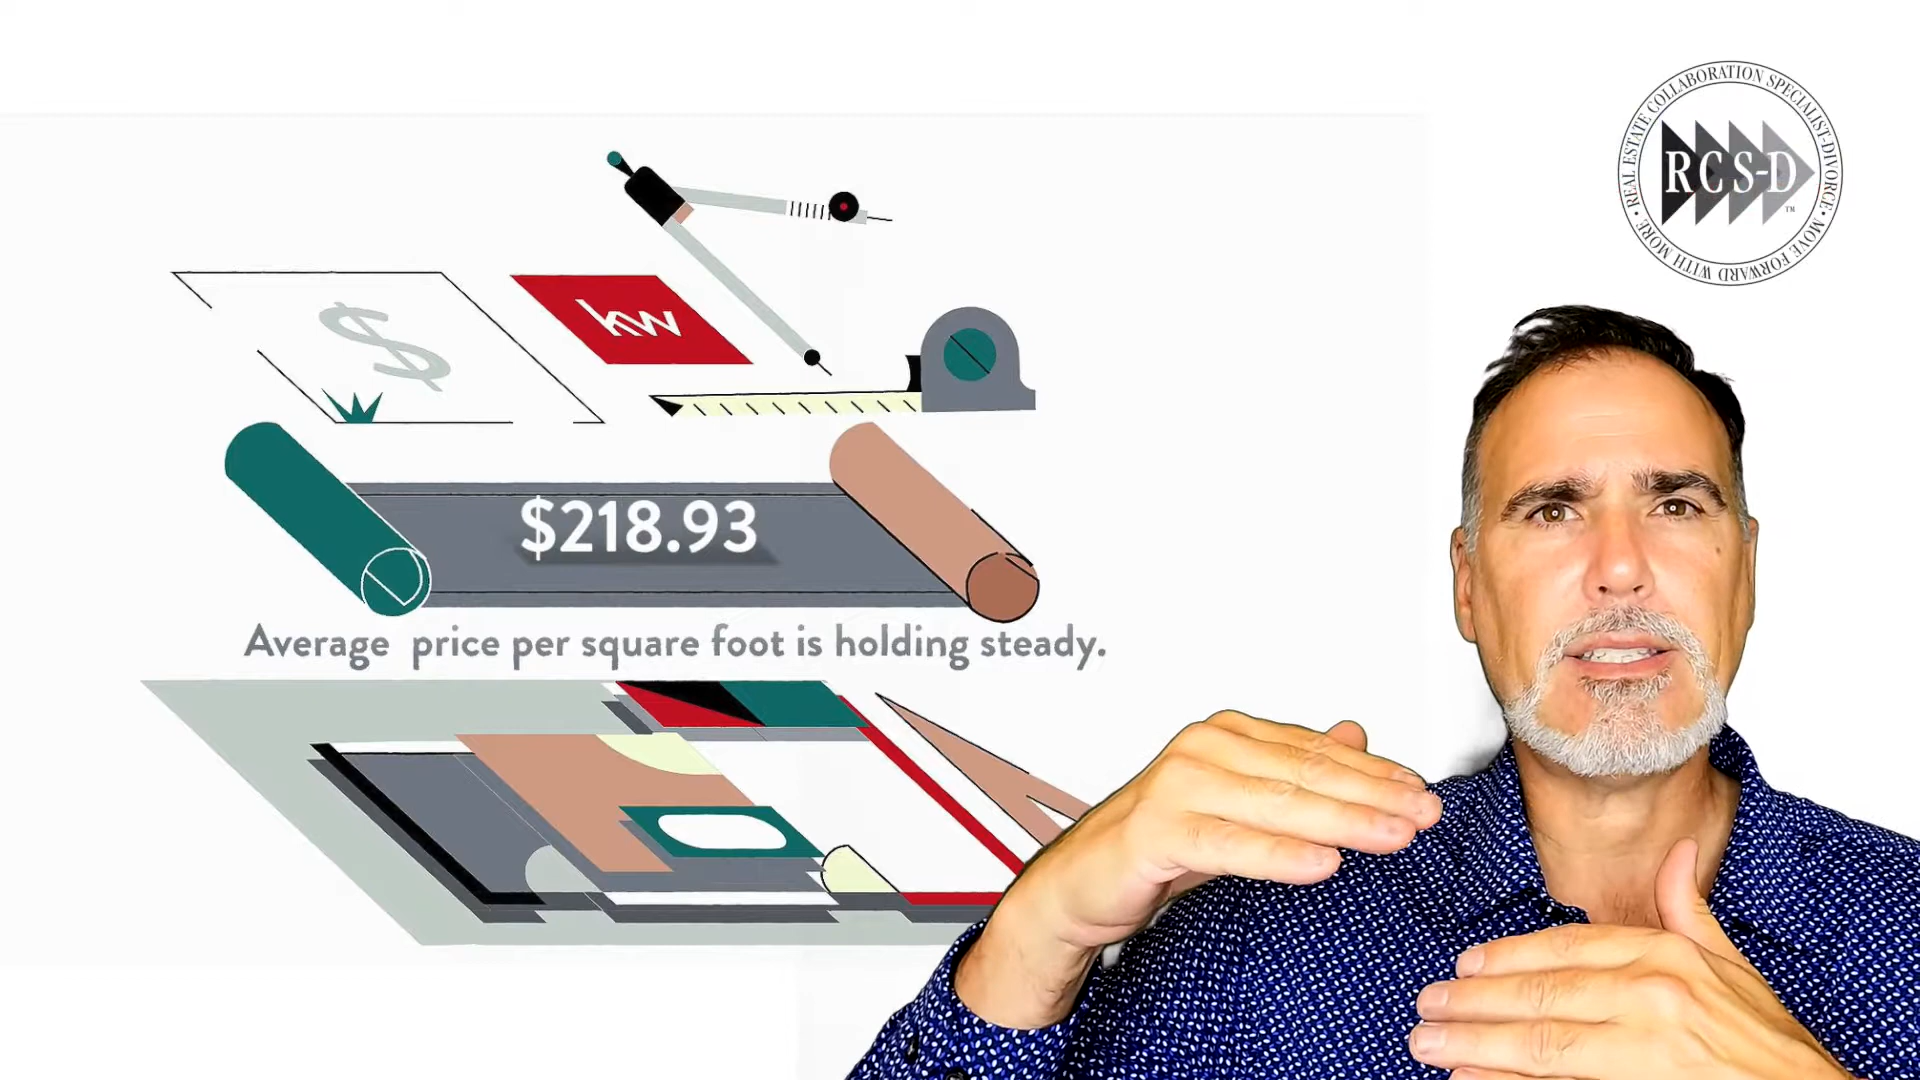 REAL ESTATE COLLABORATION SPECIALIST-DIVORCE • MOVE FORWARD WITH MORE •
RCS-D
™
$
kw
$218.93
Average price per square foot is holding steady.